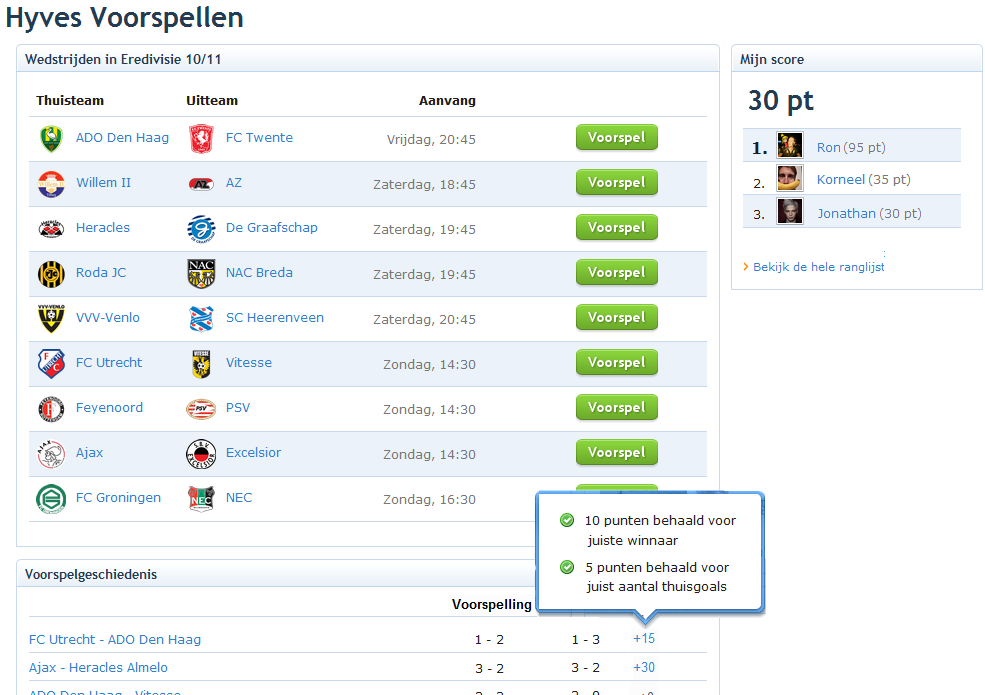 Hyves Voorspellen
Wedstrijden in Eredivisie 10/11
Thuisteam Uitteam Aanvang
ADO Den Haag FC Twente Vrijdag, 20:45 Voorspel
Willem II AZ Zaterdag, 18:45 Voorspel
Heracles De Graafschap Zaterdag, 19:45 Voorspel
Roda JC NAC Breda Zaterdag, 19:45 Voorspel
VVV-Venlo SC Heerenveen Zaterdag, 20:45 Voorspel
FC Utrecht Vitesse Zondag, 14:30 Voorspel
Feyenoord PSV Zondag, 14:30 Voorspel
Ajax Excelsior Zondag, 14:30 Voorspel
FC Groningen NEC Zondag, 16:30
10 punten behaald voor
juiste winnaar
5 punten behaald voor
juist aantal thuisgoals
Voorspelgeschiedenis
Voorspelling
FC Utrecht - ADO Den Haag 1 - 2 1 - 3 +15
Ajax - Heracles Almelo 3 - 2 3 - 2 +30
ADO Den Haag - Vitesse
Mijn score
30 pt
1. Ron (95 pt)
2. Korneel (35 pt)
3. Jonathan (30 pt)
Bekijk de hele ranglijst